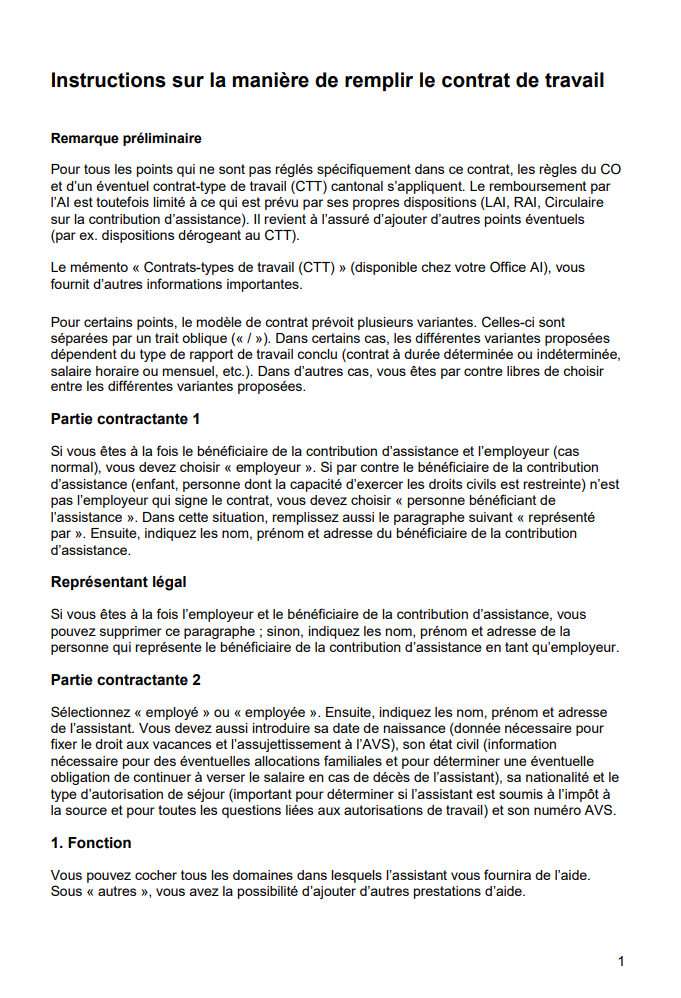 Instructions sur la manière de remplir le contrat de travail
Remarque préliminaire
Pour tous les points qui ne sont pas réglés spécifiquement dans ce contrat, les règles du CO
et d’un éventuel contrat-type de travail (CTT) cantonal s’appliquent. Le remboursement par
l’AI est toutefois limité à ce qui est prévu par ses propres dispositions (LAI, RAI, Circulaire
sur la contribution d’assistance). Il revient à l’assuré d’ajouter d’autres points éventuels
(par ex. dispositions dérogeant au CTT).
Le mémento « Contrats-types de travail (CTT) » (disponible chez votre Office AI), vous
fournit d’autres informations importantes.
Pour certains points, le modèle de contrat prévoit plusieurs variantes. Celles-ci sont
séparées par un trait oblique (« / »). Dans certains cas, les différentes variantes proposées
dépendent du type de rapport de travail conclu (contrat à durée déterminée ou indéterminée,
salaire horaire ou mensuel, etc.). Dans d’autres cas, vous êtes par contre libres de choisir
entre les différentes variantes proposées.
Partie contractante 1
Si vous êtes à la fois le bénéficiaire de la contribution d’assistance et l’employeur (cas
normal), vous devez choisir « employeur ». Si par contre le bénéficiaire de la contribution
d’assistance (enfant, personne dont la capacité d’exercer les droits civils est restreinte) n’est
pas l’employeur qui signe le contrat, vous devez choisir « personne bénéficiant de
l’assistance ». Dans cette situation, remplissez aussi le paragraphe suivant « représenté
par ». Ensuite, indiquez les nom, prénom et adresse du bénéficiaire de la contribution
d’assistance.
Représentant légal
Si vous êtes à la fois l’employeur et le bénéficiaire de la contribution d’assistance, vous
pouvez supprimer ce paragraphe ; sinon, indiquez les nom, prénom et adresse de la
personne qui représente le bénéficiaire de la contribution d’assistance en tant qu’employeur.
Partie contractante 2
Sélectionnez « employé » ou « employée ». Ensuite, indiquez les nom, prénom et adresse
de l’assistant. Vous devez aussi introduire sa date de naissance (donnée nécessaire pour
fixer le droit aux vacances et l’assujettissement à l’AVS), son état civil (information
nécessaire pour des éventuelles allocations familiales et pour déterminer une éventuelle
obligation de continuer à verser le salaire en cas de décès de l’assistant), sa nationalité et le
type d’autorisation de séjour (important pour déterminer si l’assistant est soumis à l’impôt à
la source et pour toutes les questions liées aux autorisations de travail) et son numéro AVS.
1. Fonction
Vous pouvez cocher tous les domaines dans lesquels l’assistant vous fournira de l’aide.
Sous « autres », vous avez la possibilité d’ajouter d’autres prestations d’aide.
1